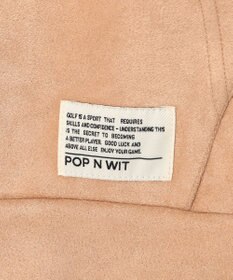 GOLF IS A SPORT THAT REQUIRES
SKILLS AND CONFIDENCE - UNDERSTANDING THIS
IS THE SECRET TO BECOMING
A BETTER PLAYER. GOOD LUCK AND
ABOVE ALL ELSE ENJOY YOUR GAME.
POP N WIT